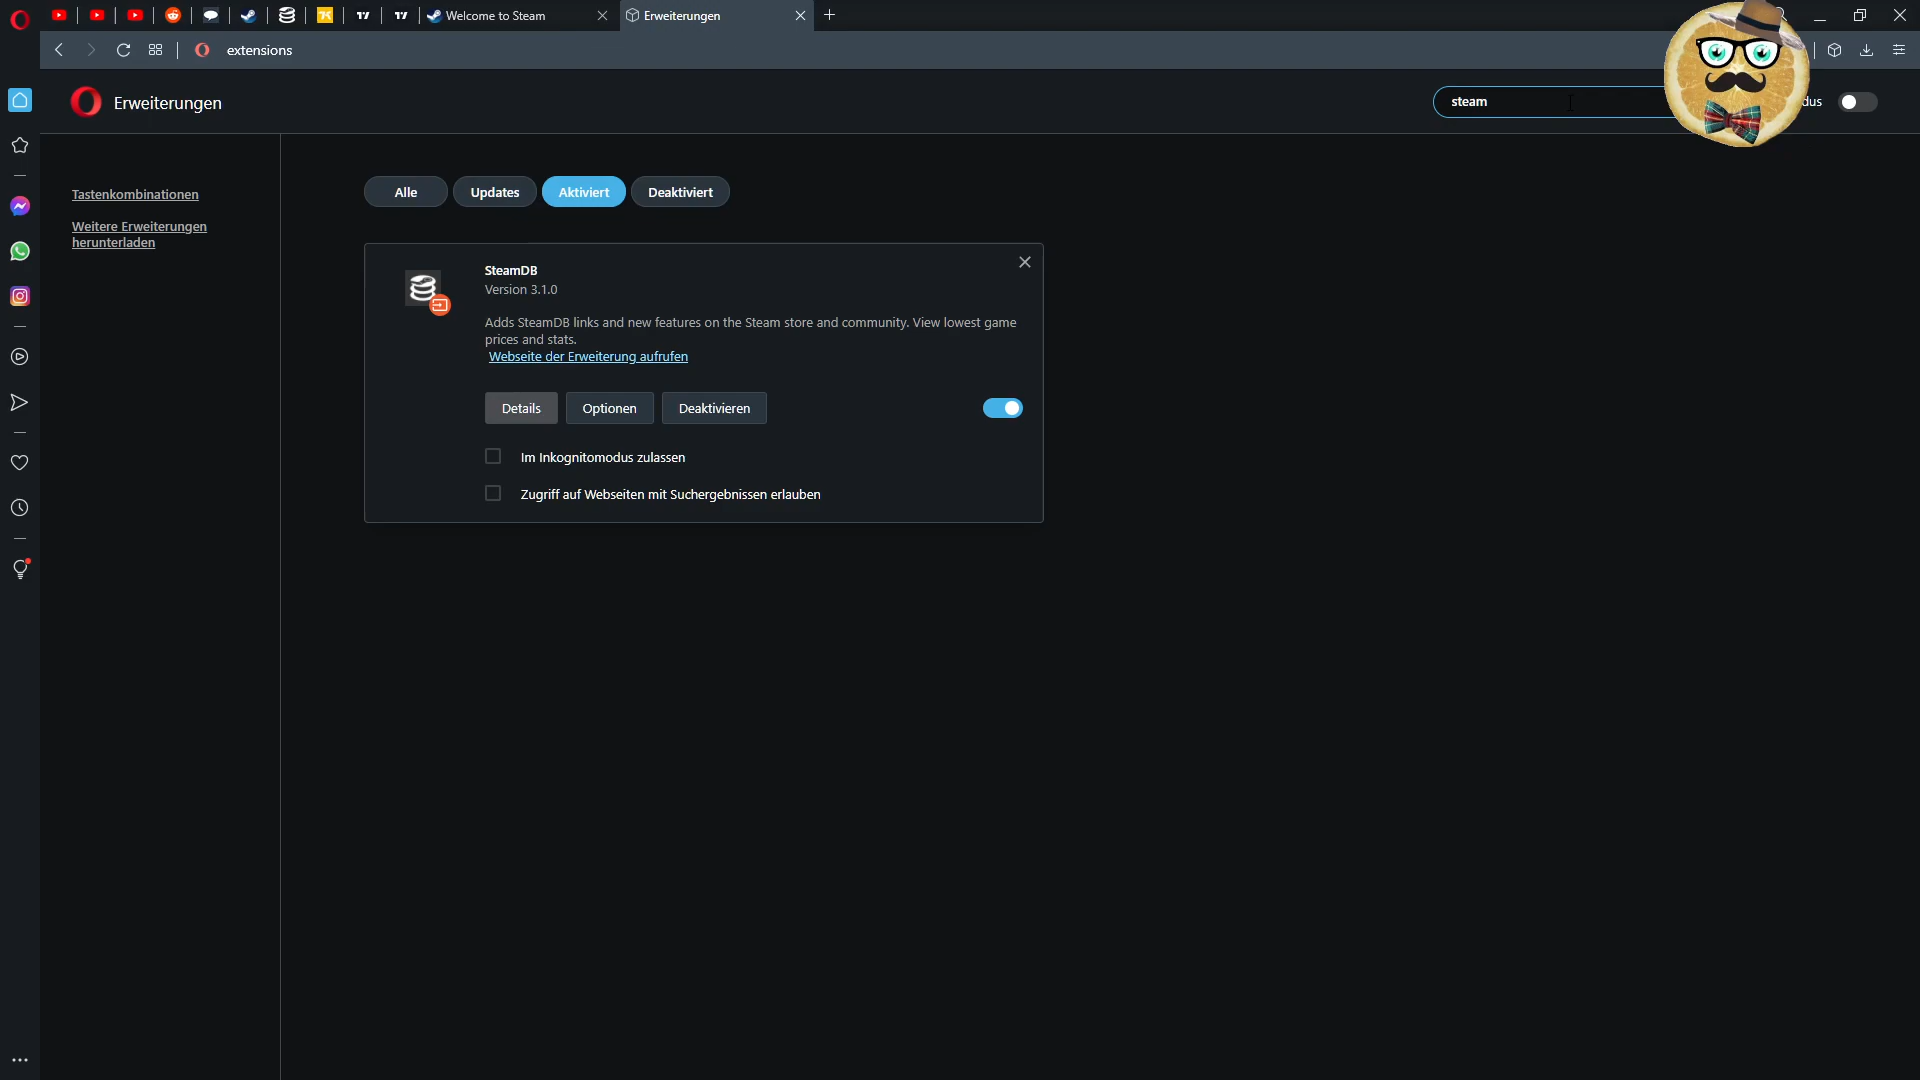 Welcome to Steam
Erweiterungen
extensions
Erweiterungen
steam
dus
Tastenkombinationen
Weitere Erweiterungen
herunterladen
Alle
Updates
Aktiviert
Deaktiviert
SteamDB
Version 3.1.0
Adds SteamDB links and new features on the Steam store and community. View lowest game
prices and stats.
Webseite der Erweiterung aufrufen
Details
Optionen
Deaktivieren
Im Inkognitomodus zulassen
Zugriff auf Webseiten mit Suchergebnissen erlauben